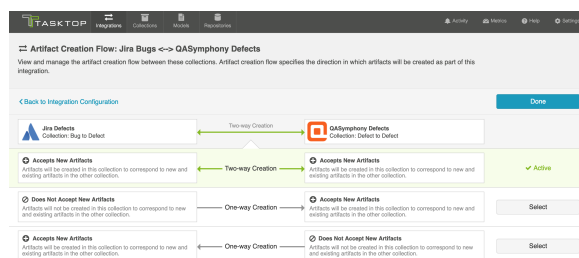 TASKTOP
Integrations
Collections
Models
Repositories
Activity
Metrics
Help
Settings
Artifact Creation Flow: Jira Bugs <--> QASymphony Defects
View and manage the artifact creation flow between these collections. Artifact creation flow specifies the direction in which artifacts will be created as part of this
integration.
Back to Integration Configuration
Done
Jira Defects
Collection: Bug to Defect
Two-way Creation
QASymphony Defects
Collection: Defect to Defect
Accepts New Artifacts
Artifacts will be created in this collection to correspond to new and
existing artifacts in the other collection.
Two-way Creation
Accepts New Artifacts
Artifacts will be created in this collection to correspond to new and
existing artifacts in the other collection.
Active
Does Not Accept New Artifacts
Artifacts will not be created in this collection to correspond to new
and existing artifacts in the other collection.
One-way Creation
Accepts New Artifacts
Artifacts will be created in this collection to correspond to new and
existing artifacts in the other collection.
Select
Accepts New Artifacts
Artifacts will be created in this collection to correspond to new and
existing artifacts in the other collection.
One-way Creation
Does Not Accept New Artifacts
Artifacts will not be created in this collection to correspond to new
and existing artifacts in the other collection.
Select